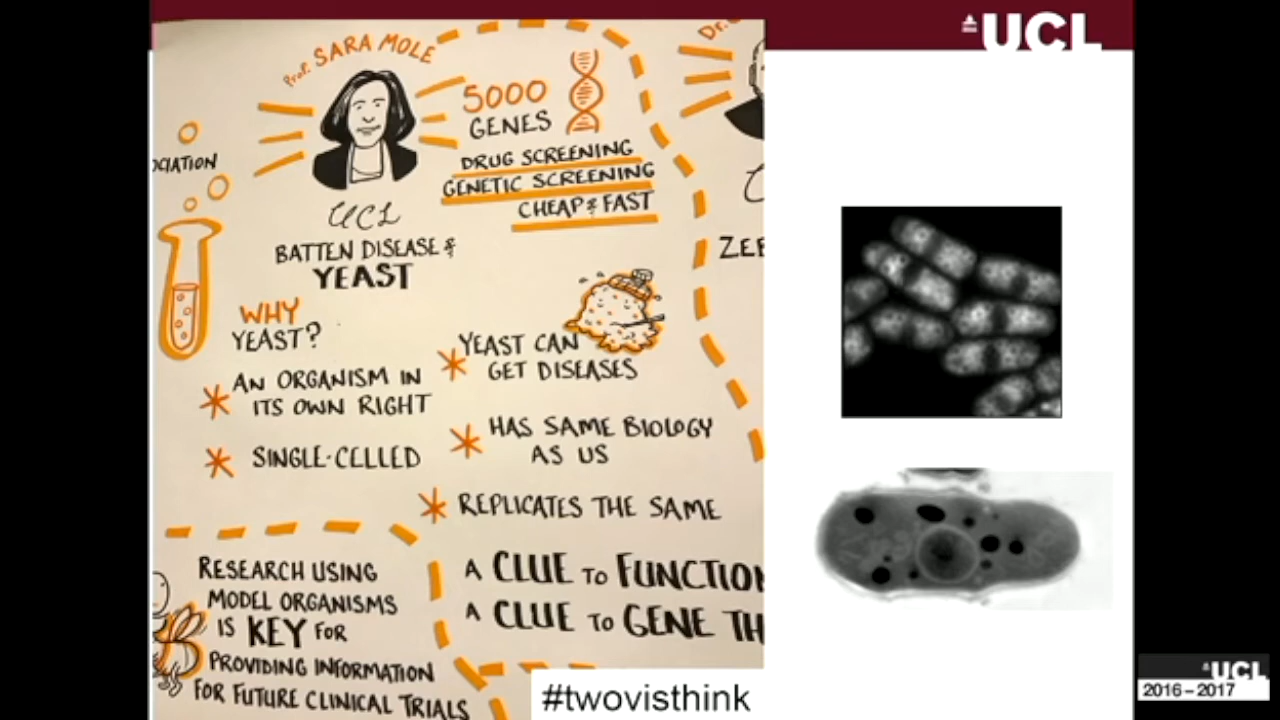 UCL
Prof. SARA MOLE
5000
GENES
DRUG SCREENING
GENETIC SCREENING
CHEAP & FAST
UCL
BATTEN DISEASE &
YEAST
WHY
YEAST?
AN ORGANISM IN
ITS OWN RIGHT
SINGLE-CELLED
YEAST CAN
GET DISEASES
HAS SAME BIOLOGY
AS US
REPLICATES THE SAME
A CLUE TO FUNCTION
A CLUE TO GENE TH
RESEARCH USING
MODEL ORGANISMS
IS KEY FOR
PROVIDING INFORMATION
FOR FUTURE CLINICAL TRIALS
#twovisthink
UCL
2016-2017